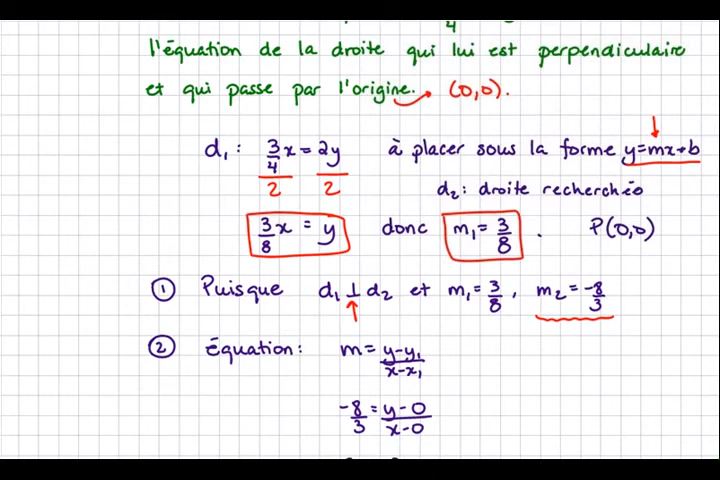 4
l'équation de la droite qui lui est perpendiculaire
et qui passe par l'origine. → (0,0).
d₁ : 3/4 x = 2y à placer sous la forme y=mx+b
2 2 d₂ : droite recherchée
3/8 x = y donc m₁ = 3/8 . P(0,0)
① Puisque d₁ ⊥ d₂ et m₁ = 3/8 , m₂ = -8/3
② Équation : m = y-y₁/x-x₁
-8/3 = y-0/x-0